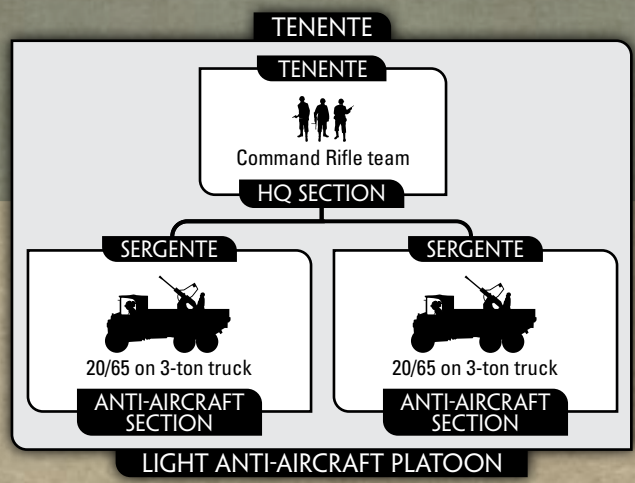 TENENTE
TENENTE
Command Rifle team
HQ SECTION
SERGENTE
20/65 on 3-ton truck
ANTI-AIRCRAFT
SECTION
SERGENTE
20/65 on 3-ton truck
ANTI-AIRCRAFT
SECTION
LIGHT ANTI-AIRCRAFT PLATOON